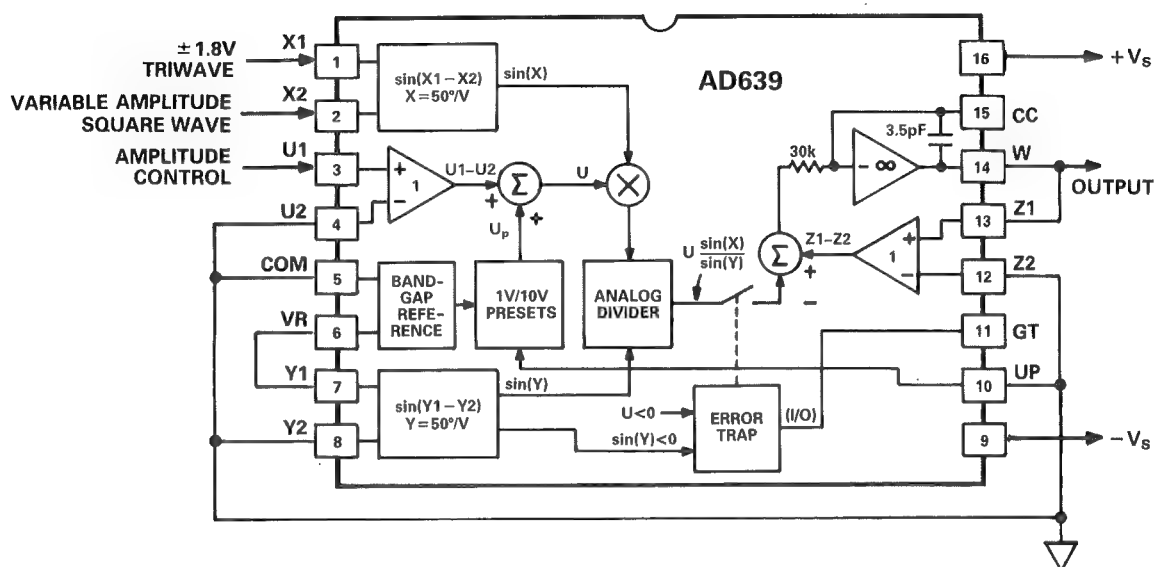 ± 1.8V
TRIWAVE
X1
1
VARIABLE AMPLITUDE
SQUARE WAVE
X2
2
AMPLITUDE
CONTROL
U1
3
U2
4
COM
5
VR
6
Y1
7
Y2
8
sin(X1–X2)
X = 50°/V
sin(X)
AD639
+
–
1
U1–U2
+
Σ
+
U
×
Up
BAND-
GAP
REFE-
RENCE
1V/10V
PRESETS
ANALOG
DIVIDER
U sin(X)
sin(Y)
sin(Y1–Y2)
Y = 50°/V
sin(Y)
U<0
sin(Y)<0
ERROR
TRAP
(I/O)
30k
– ∞
3.5pF
Σ
+
–
Z1–Z2
1
+
–
16
+VS
15
CC
14
W
OUTPUT
13
Z1
12
Z2
11
GT
10
UP
9
–VS